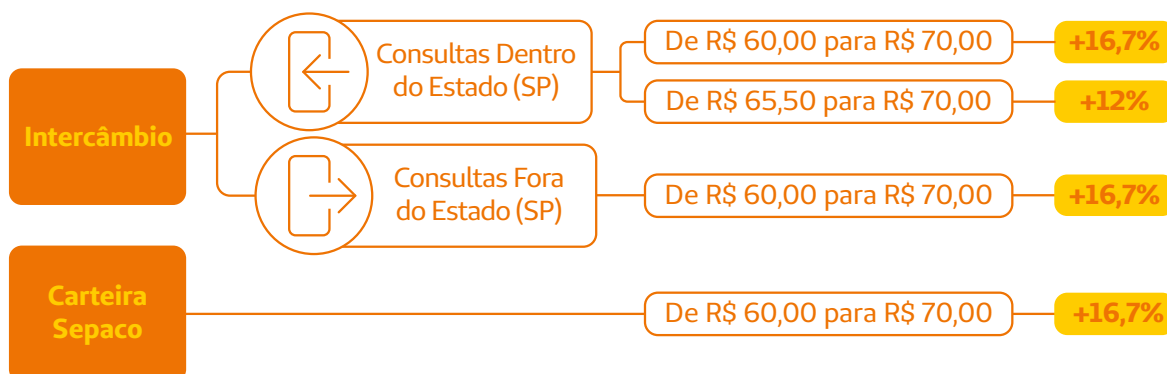 Intercâmbio
Consultas Dentro
do Estado (SP)
De R$ 60,00 para R$ 70,00
+16,7%
De R$ 65,50 para R$ 70,00
+12%
Consultas Fora
do Estado (SP)
De R$ 60,00 para R$ 70,00
+16,7%
Carteira
Sepaco
De R$ 60,00 para R$ 70,00
+16,7%